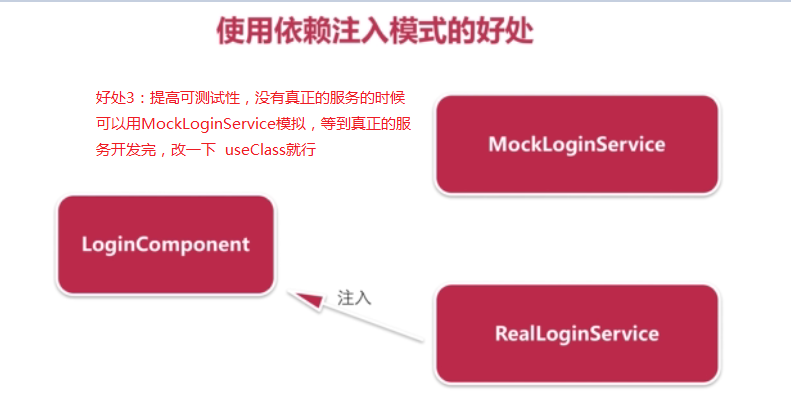 使用依赖注入模式的好处
好处3：提高可测试性，没有真正的服务的时候
可以用MockLoginService模拟，等到真正的服
务开发完，改一下 useClass就行
MockLoginService
LoginComponent
注入
RealLoginService